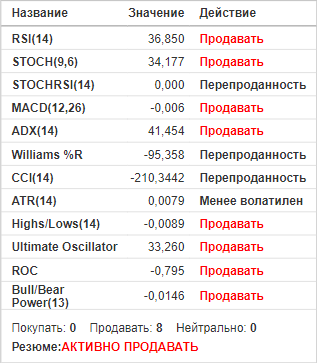 Название Значение Действие
RSI(14) 36,850 Продавать
STOCH(9,6) 34,177 Продавать
STOCHRSI(14) 0,000 Перепроданность
MACD(12,26) -0,006 Продавать
ADX(14) 41,454 Продавать
Williams %R -95,358 Перепроданность
CCI(14) -210,3442 Перепроданность
ATR(14) 0,0079 Менее волатилен
Highs/Lows(14) -0,0089 Продавать
Ultimate Oscillator 33,260 Продавать
ROC -0,795 Продавать
Bull/Bear
Power(13) -0,0146 Продавать
Покупать: 0 Продавать: 8 Нейтрально: 0
Резюме:АКТИВНО ПРОДАВАТЬ